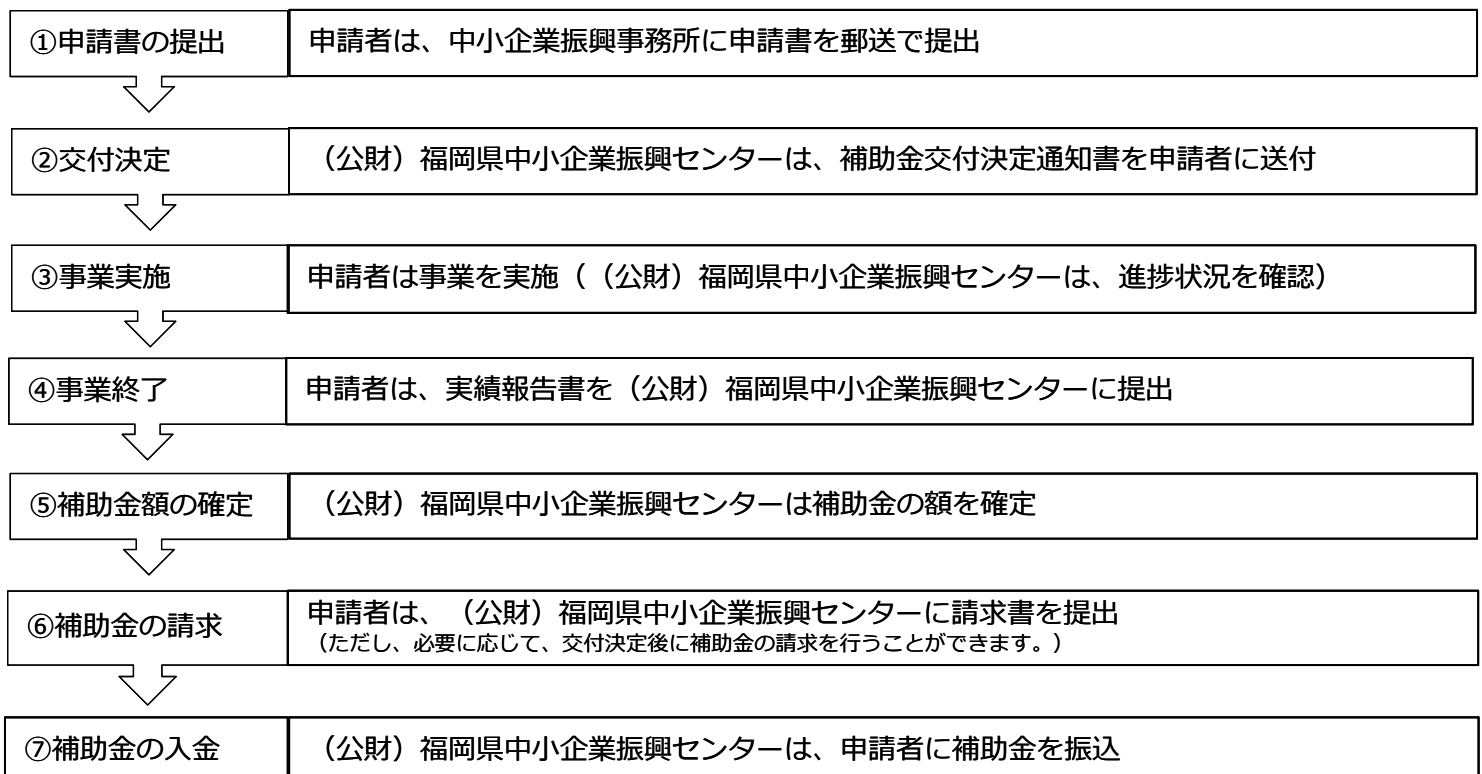 ①申請書の提出
申請者は、中小企業振興事務所に申請書を郵送で提出
②交付決定
（公財）福岡県中小企業振興センターは、補助金交付決定通知書を申請者に送付
③事業実施
申請者は事業を実施（（公財）福岡県中小企業振興センターは、進捗状況を確認）
④事業終了
申請者は、実績報告書を（公財）福岡県中小企業振興センターに提出
⑤補助金額の確定
（公財）福岡県中小企業振興センターは補助金の額を確定
⑥補助金の請求
申請者は、（公財）福岡県中小企業振興センターに請求書を提出
（ただし、必要に応じて、交付決定後に補助金の請求を行うことができます。）
⑦補助金の入金
（公財）福岡県中小企業振興センターは、申請者に補助金を振込